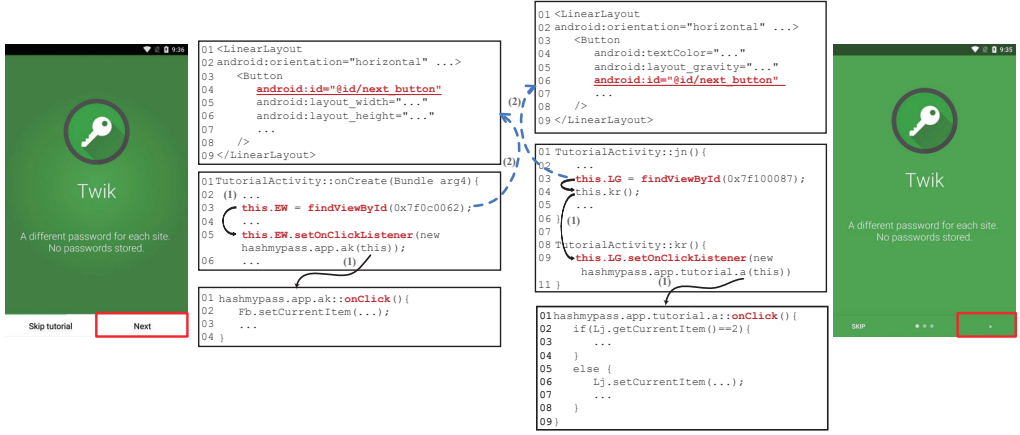 9:36
Twik
A different password for each site.
No passwords stored.
Skip tutorial
Next
01 <LinearLayout
02 android:orientation="horizontal" ...>
03 <Button
04 android:id="@id/next_button"
05 android:layout_width="..."
06 android:layout_height="..."
07 ...
08 />
09 </LinearLayout>
(2)
(2)
01 TutorialActivity::onCreate(Bundle arg4){
02 (1) ...
03 this.EW = findViewById(0x7f0c0062);
04 ...
05 this.EW.setOnClickListener(new
hashmypass.app.ak(this));
06 ...
(1)
01 hashmypass.app.ak::onClick(){
02 Fb.setCurrentItem(...);
03 ...
04 }
01 <LinearLayout
02 android:orientation="horizontal" ...>
03 <Button
04 android:textColor="..."
05 android:layout_gravity="..."
06 android:id="@id/next_button"
07 ...
08 />
09 </LinearLayout>
01 TutorialActivity::jn(){
02 ...
03 this.LG = findViewById(0x7f100087);
04 this.kr();
05 ...
06 }
(1)
07
08 TutorialActivity::kr(){
09 this.LG.setOnClickListener(new
hashmypass.app.tutorial.a(this))
11 }
(1)
01 hashmypass.app.tutorial.a::onClick(){
02 if(Lj.getCurrentItem()==2){
03 ...
04 }
05 else {
06 Lj.setCurrentItem(...);
07 ...
08 }
09 }
9:35
Twik
A different password for each site.
No passwords stored.
SKIP